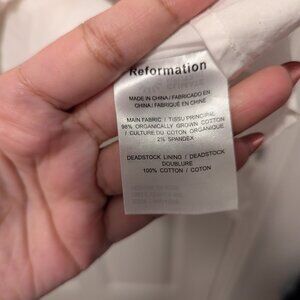 Reformation
MADE IN CHINA / FABRICADO EN
CHINA / FABRIQUÉ EN CHINE
MAIN FABRIC / TISSU PRINCIPAL
98% ORGANICALLY GROWN COTTON
/ CULTURE DU COTON ORGANIQUE
2% SPANDEX
DEADSTOCK LINING / DEADSTOCK
DOUBLURE
100% COTTON / COTON